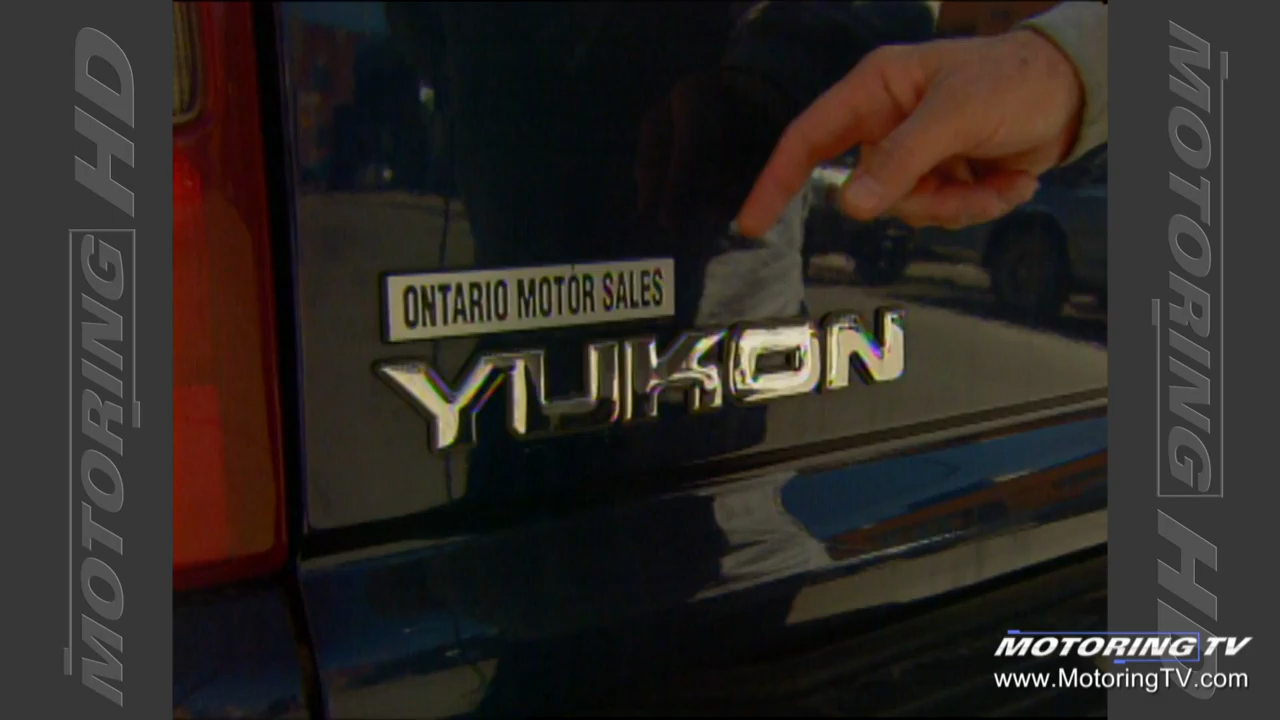 MOTORING HD
ONTARIO MOTOR SALES
YUKON
MOTORING HD
MOTORING TV
www.MotoringTV.com